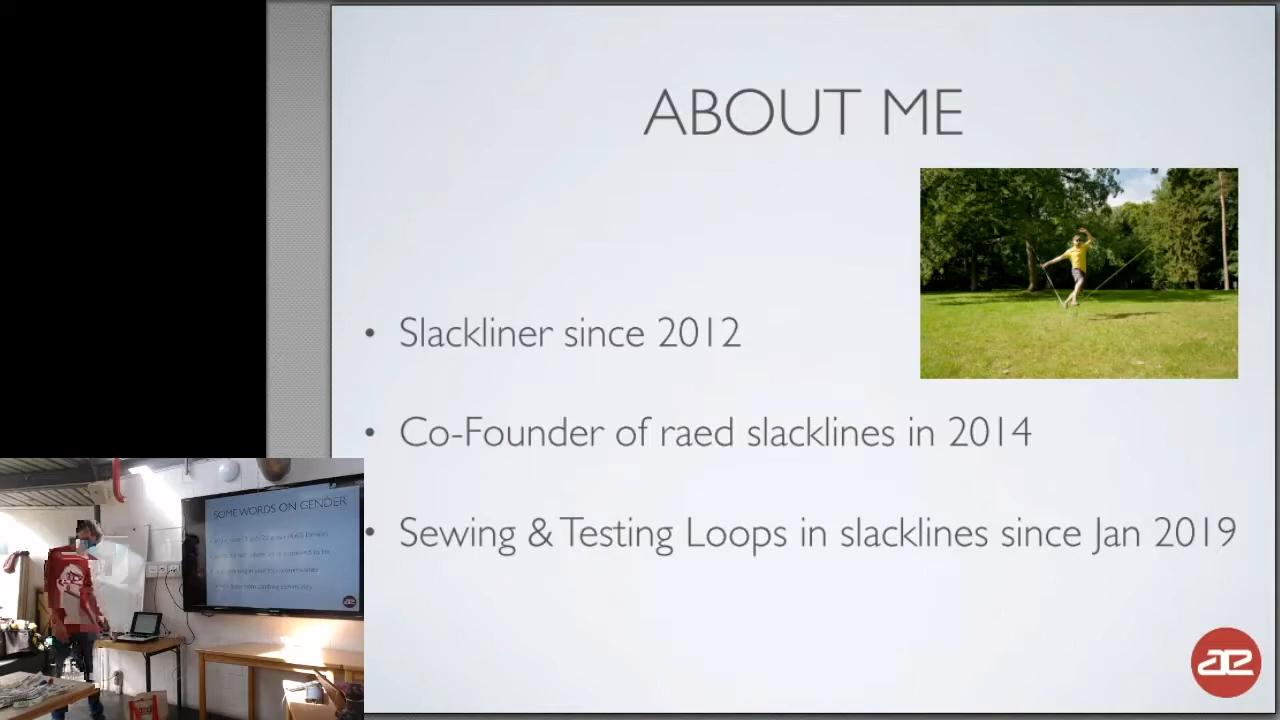 ABOUT ME
• Slackliner since 2012
• Co-Founder of raed slacklines in 2014
• Sewing & Testing Loops in slacklines since Jan 2019
SOME WORDS ON GENDER